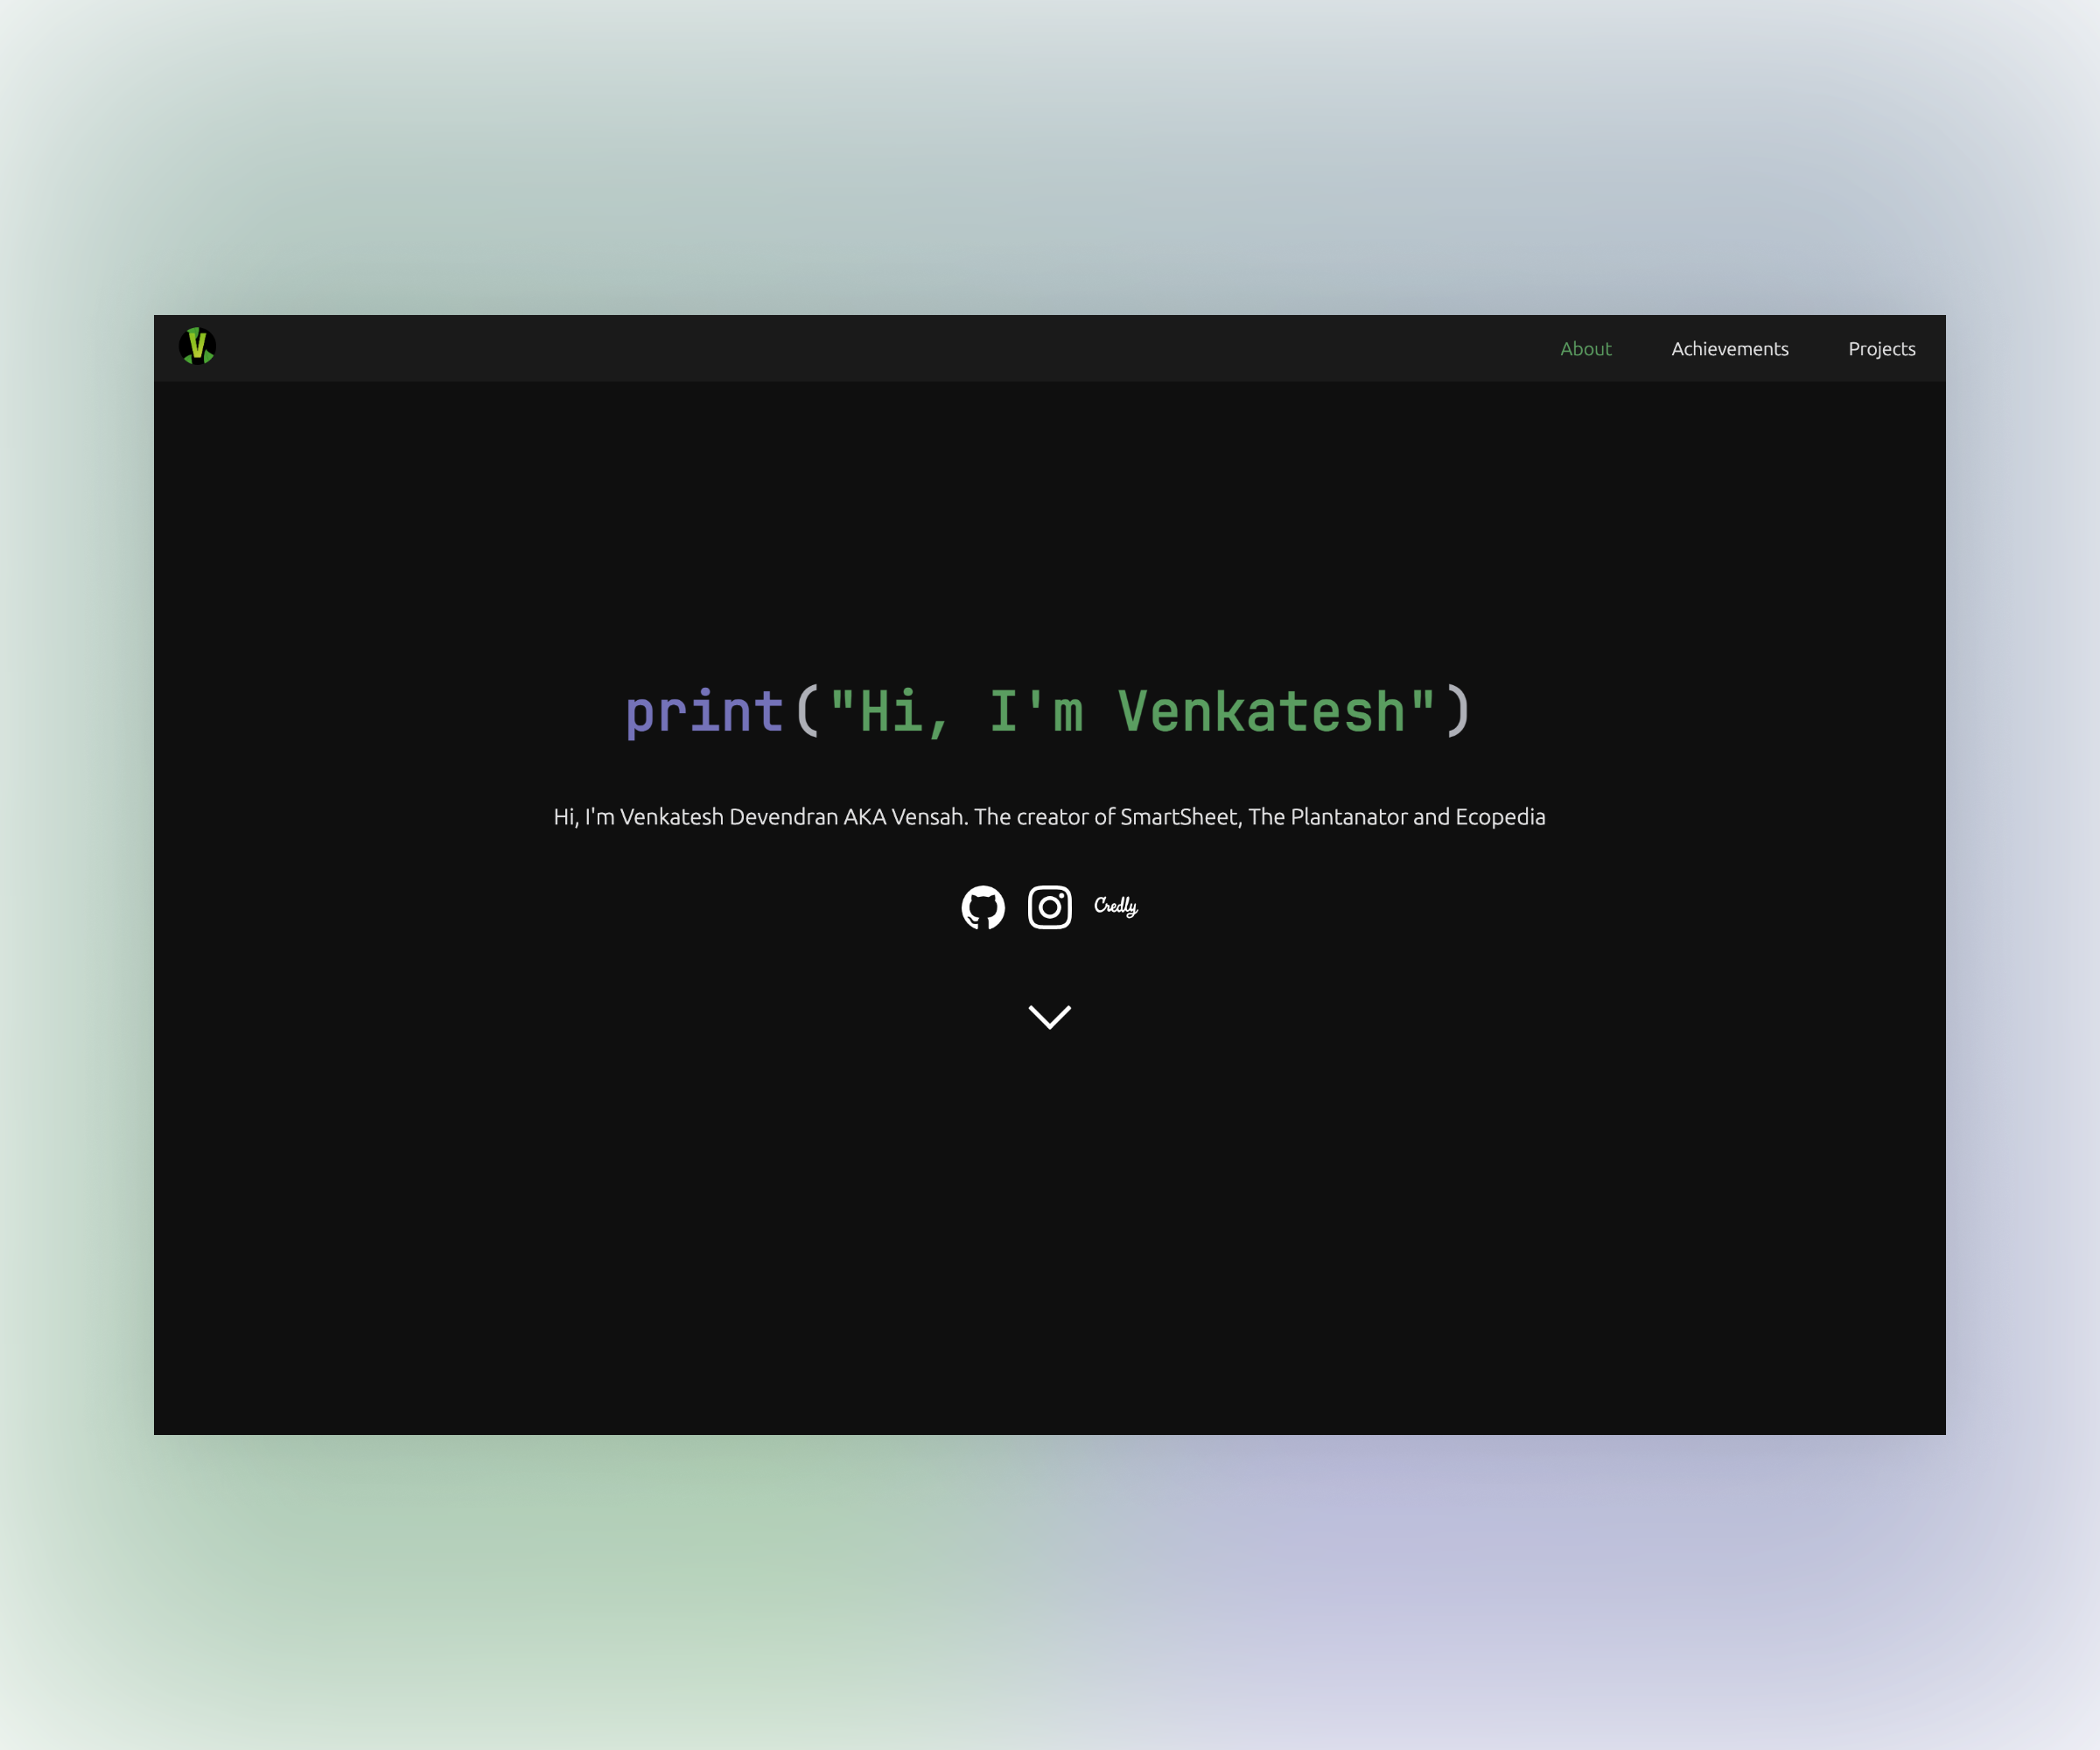 V
About Achievements Projects
print("Hi, I'm Venkatesh")
Hi, I'm Venkatesh Devendran AKA Vensah. The creator of SmartSheet, The Plantanator and Ecopedia
Credly